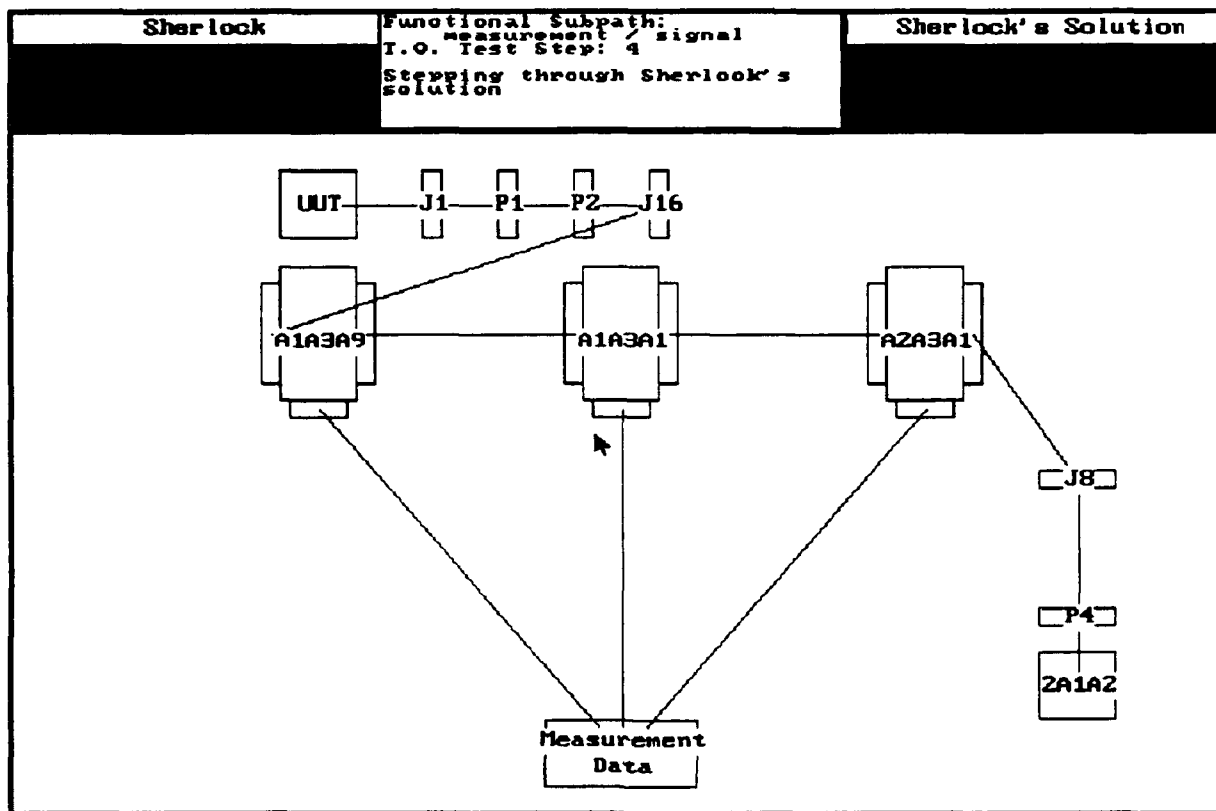 Sherlock
Functional Subpath:
measurement / signal
T.O. Test Step: 4
Stepping through Sherlock's
solution
Sherlock's Solution
UUT
J1
P1
P2
J16
A1A3A9
A1A3A1
A2A3A1
J8
P4
2A1A2
Measurement
Data